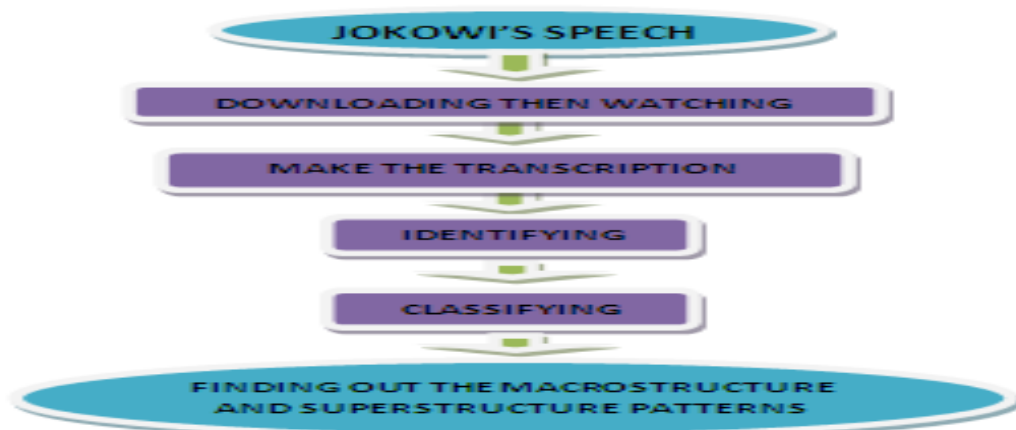 JOKOWI'S SPEECH
DOWNLOADING THEN WATCHING
MAKE THE TRANSCRIPTION
IDENTIFYING
CLASSIFYING
FINDING OUT THE MACROSTRUCTURE
AND SUPERSTRUCTURE PATTERNS